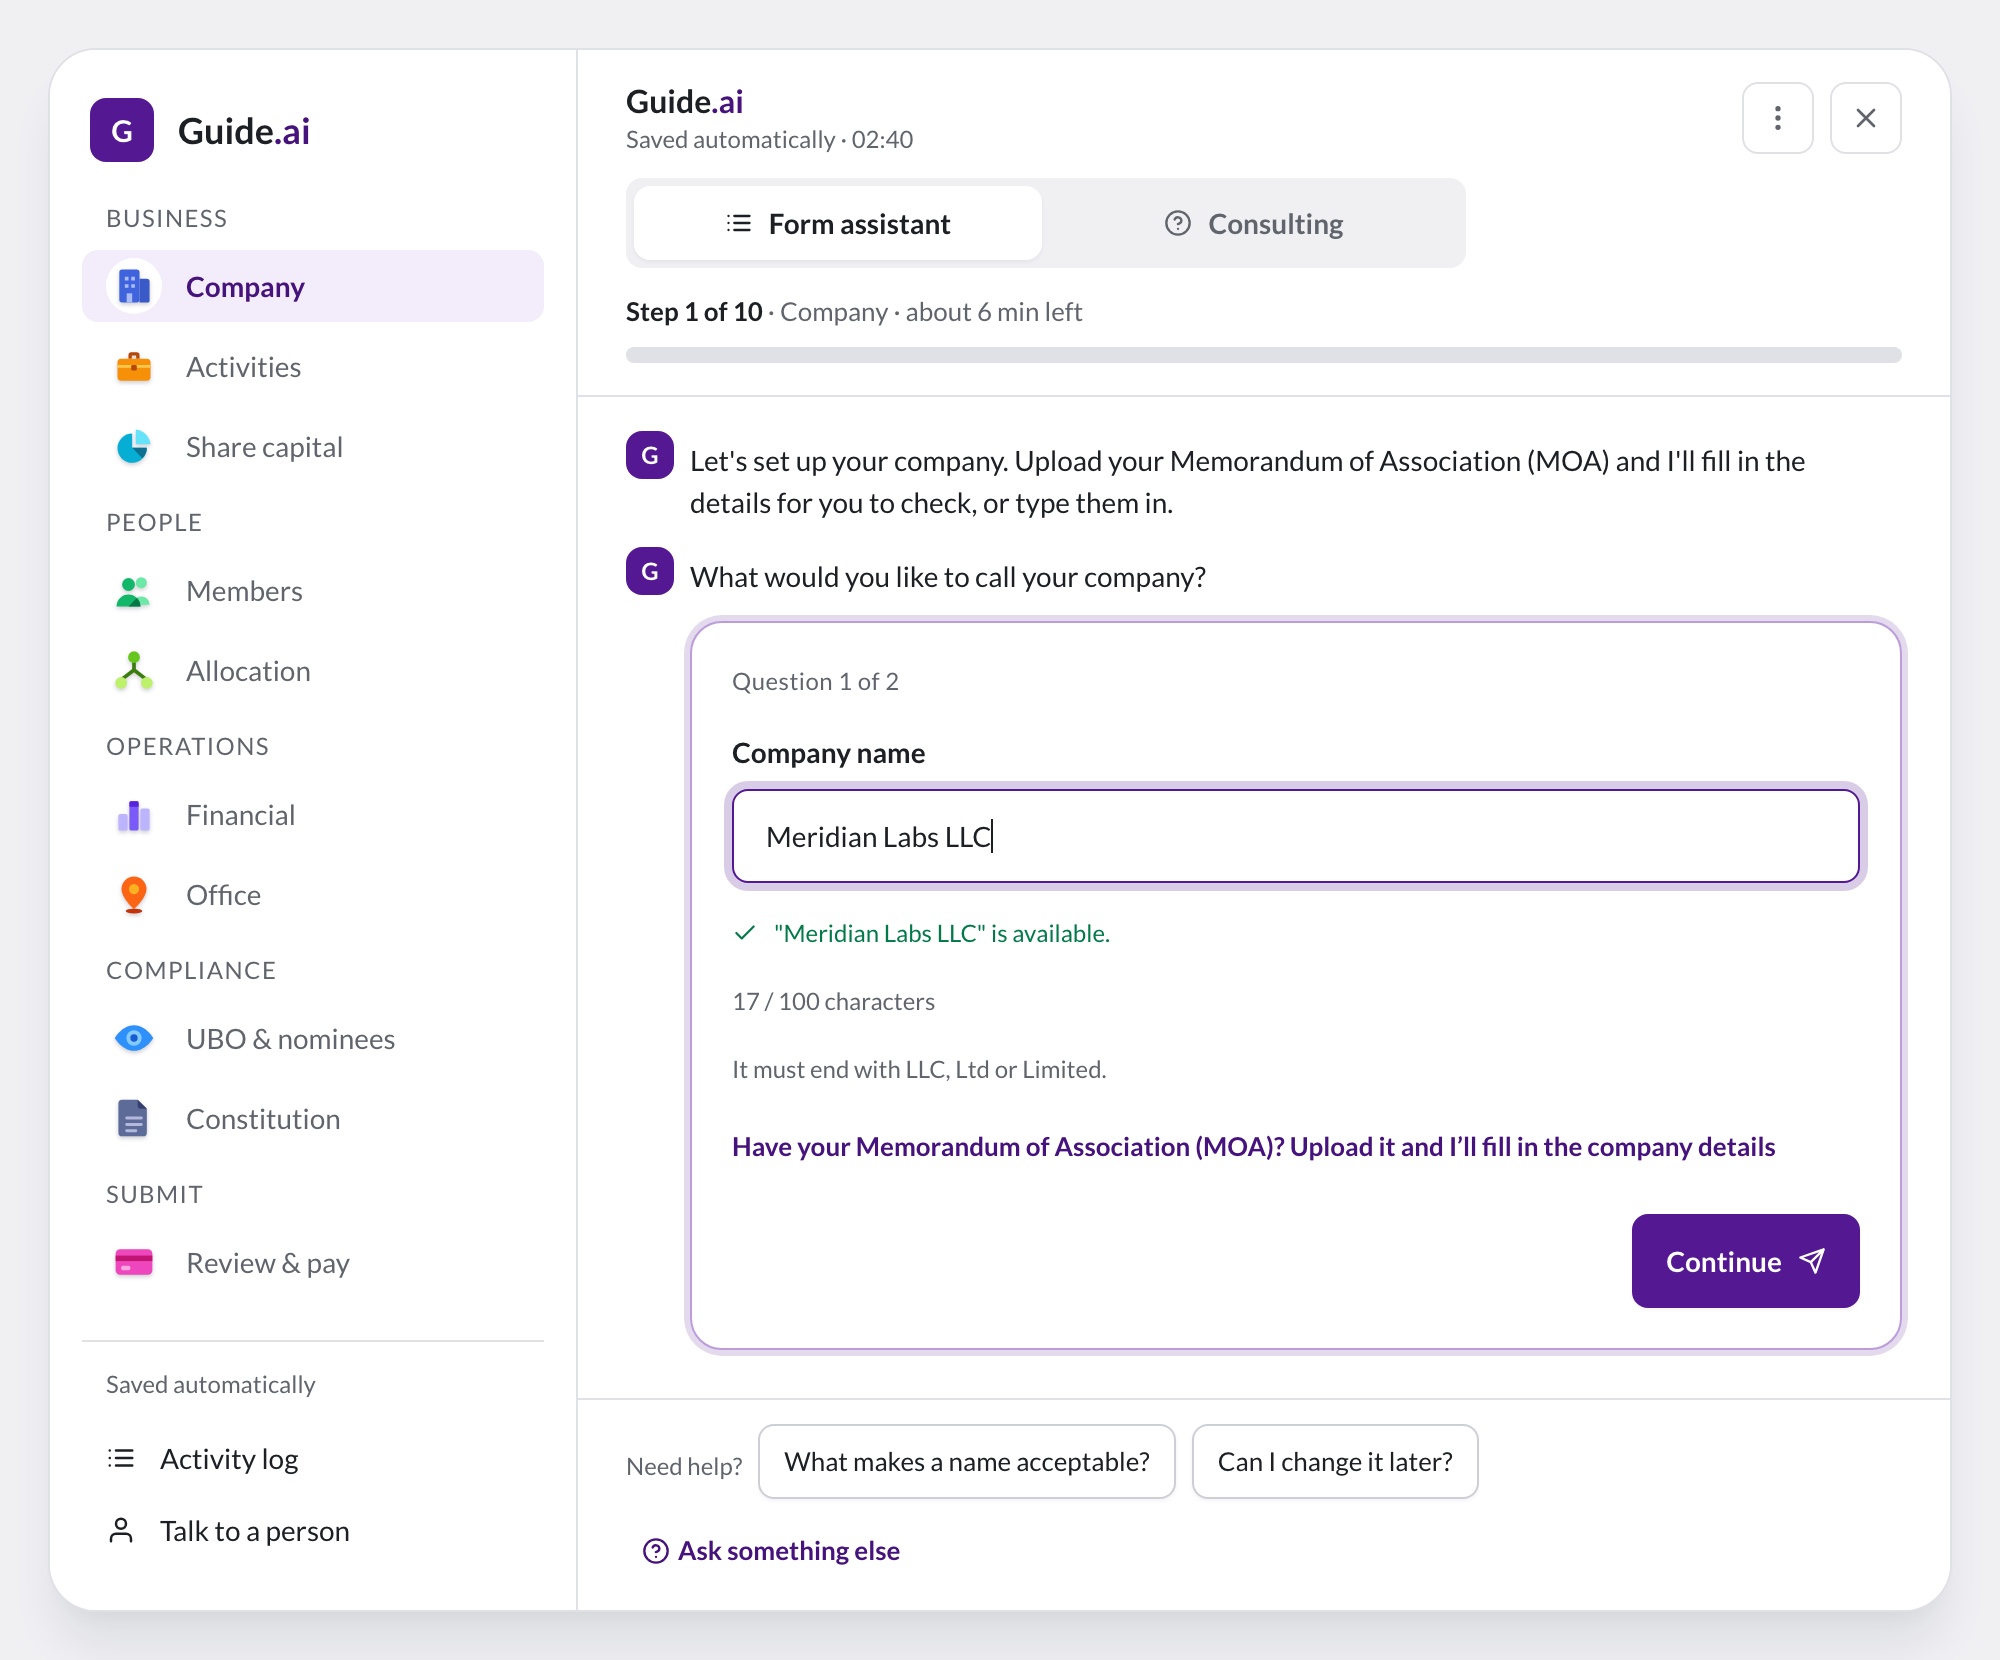 G Guide.ai
BUSINESS
Company
Activities
Share capital
PEOPLE
Members
Allocation
OPERATIONS
Financial
Office
COMPLIANCE
UBO & nominees
Constitution
SUBMIT
Review & pay
Saved automatically
Activity log
Talk to a person
Guide.ai
Saved automatically · 02:40
Form assistant
Consulting
Step 1 of 10 · Company · about 6 min left
G Let's set up your company. Upload your Memorandum of Association (MOA) and I'll fill in the
details for you to check, or type them in.
G What would you like to call your company?
Question 1 of 2
Company name
Meridian Labs LLC
"Meridian Labs LLC" is available.
17 / 100 characters
It must end with LLC, Ltd or Limited.
Have your Memorandum of Association (MOA)? Upload it and I’ll fill in the company details
Continue
Need help? What makes a name acceptable? Can I change it later?
Ask something else